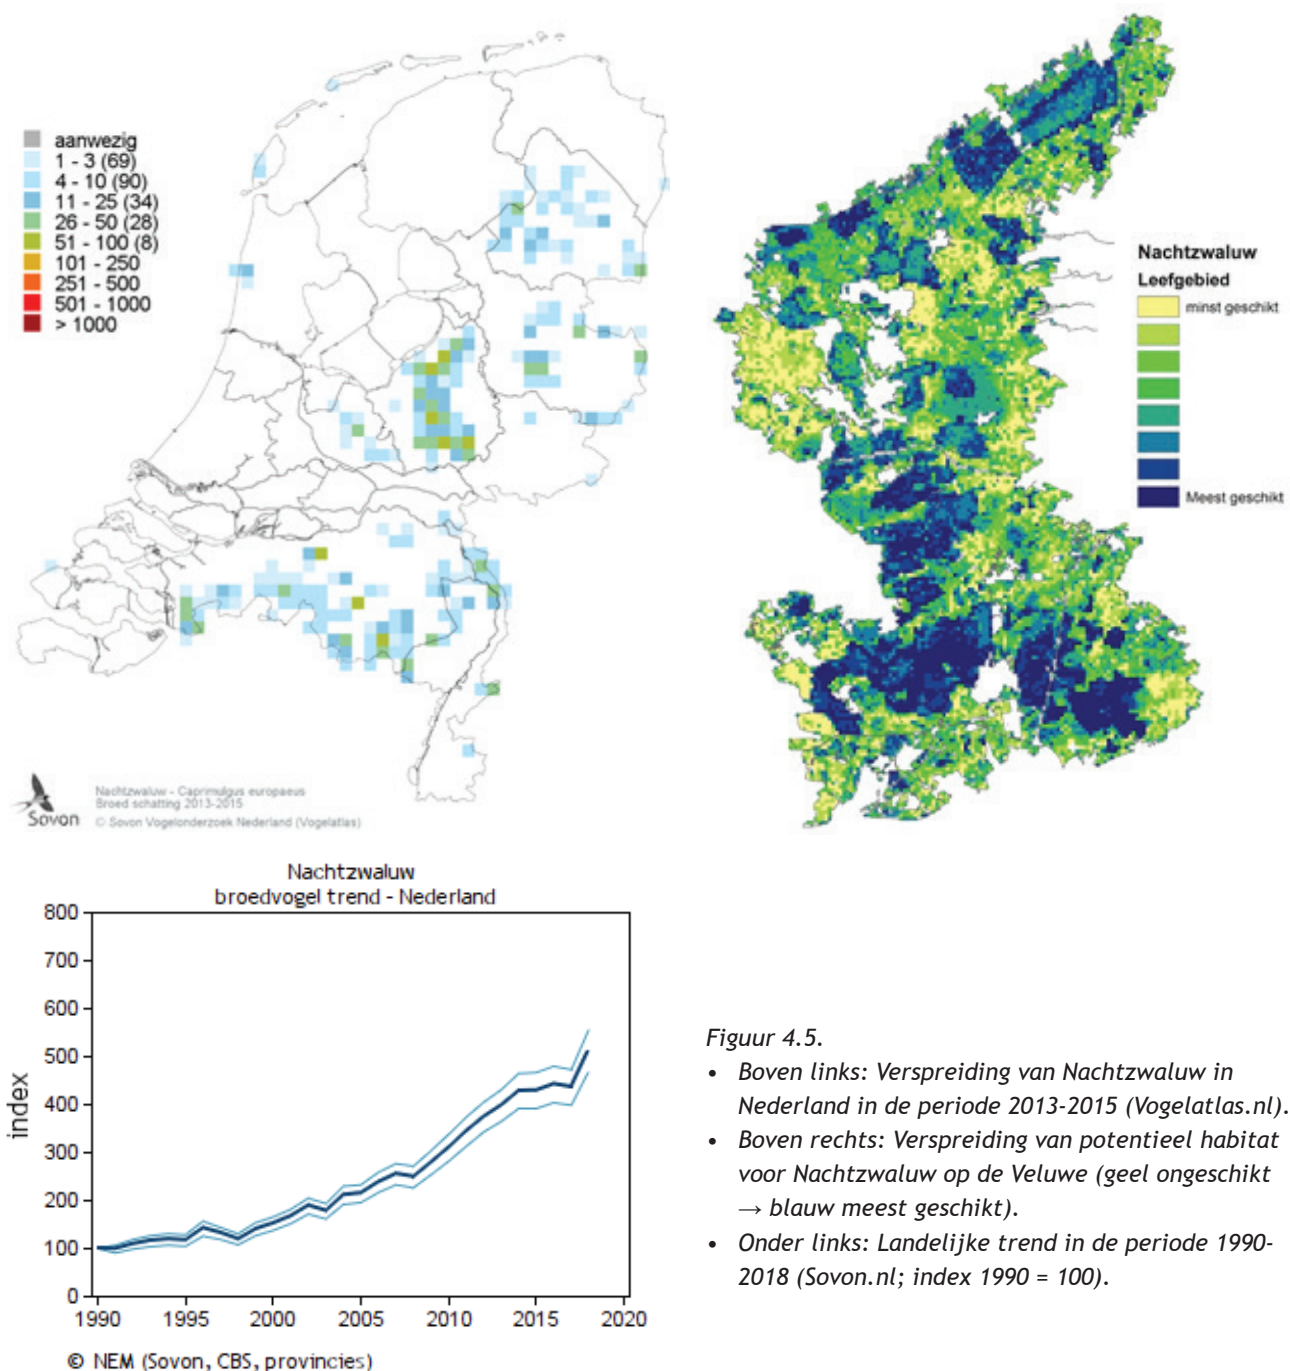 aanwezig
1 - 3 (69)
4 - 10 (90)
11 - 25 (34)
26 - 50 (28)
51 - 100 (8)
101 - 250
251 - 500
501 - 1000
> 1000
Sovon
Nachtzwaluw - Caprimulgus europaeus
Broed schatting 2013-2015
© Sovon Vogelonderzoek Nederland (Vogelatlas)
Nachtzwaluw
Leefgebied
minst geschikt
Meest geschikt
Nachtzwaluw
broedvogel trend - Nederland
index
800
700
600
500
400
300
200
100
0
1990 1995 2000 2005 2010 2015 2020
© NEM (Sovon, CBS, provincies)
Figuur 4.5.
• Boven links: Verspreiding van Nachtzwaluw in
Nederland in de periode 2013-2015 (Vogelatlas.nl).
• Boven rechts: Verspreiding van potentieel habitat
voor Nachtzwaluw op de Veluwe (geel ongeschikt
→ blauw meest geschikt).
• Onder links: Landelijke trend in de periode 1990-
2018 (Sovon.nl; index 1990 = 100).